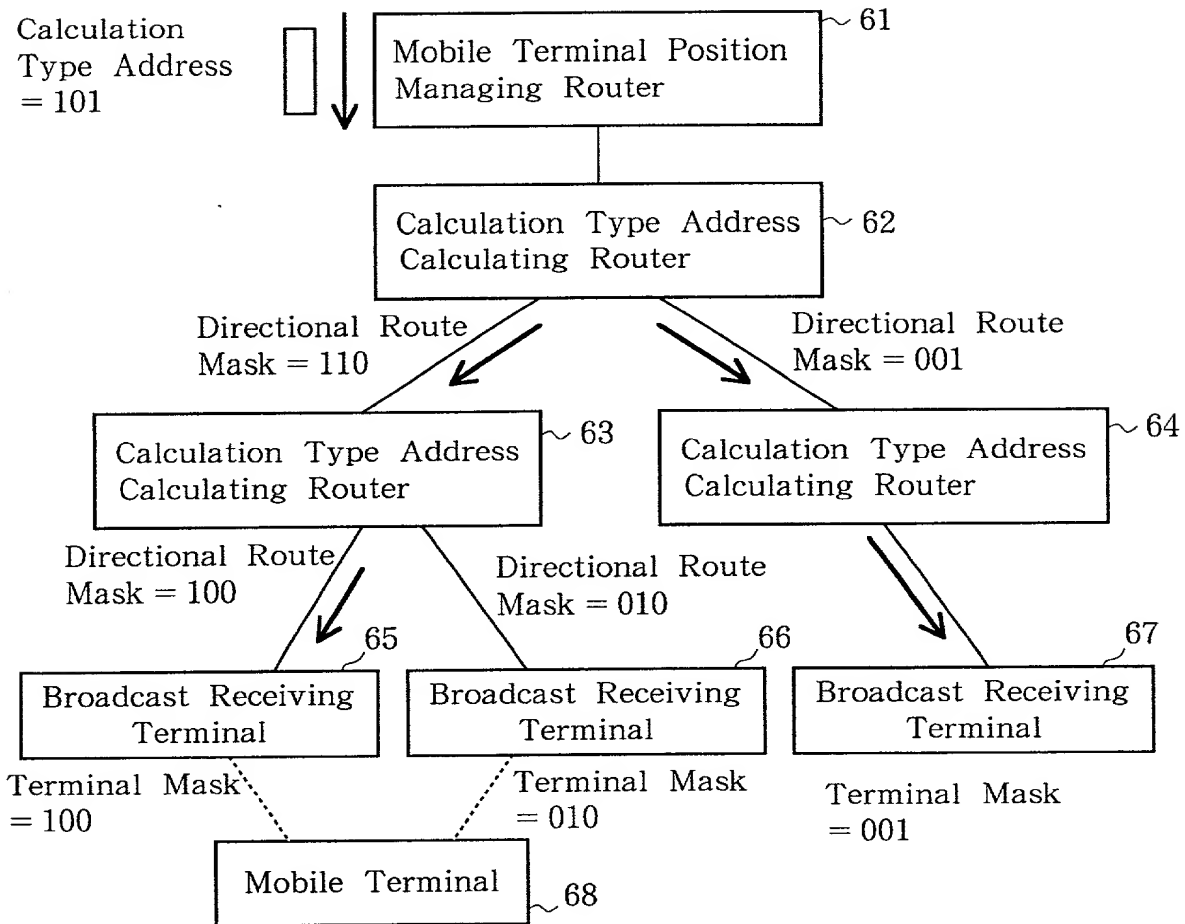 Calculation
Type Address
= 101
61
Mobile Terminal Position
Managing Router
Calculation Type Address
Calculating Router
62
Directional Route
Mask = 110
Directional Route
Mask = 001
Calculation Type Address
Calculating Router
63
Calculation Type Address
Calculating Router
64
Directional Route
Mask = 100
Directional Route
Mask = 010
65
Broadcast Receiving
Terminal
66
Broadcast Receiving
Terminal
67
Broadcast Receiving
Terminal
Terminal Mask
= 100
Terminal Mask
= 010
Terminal Mask
= 001
Mobile Terminal
68